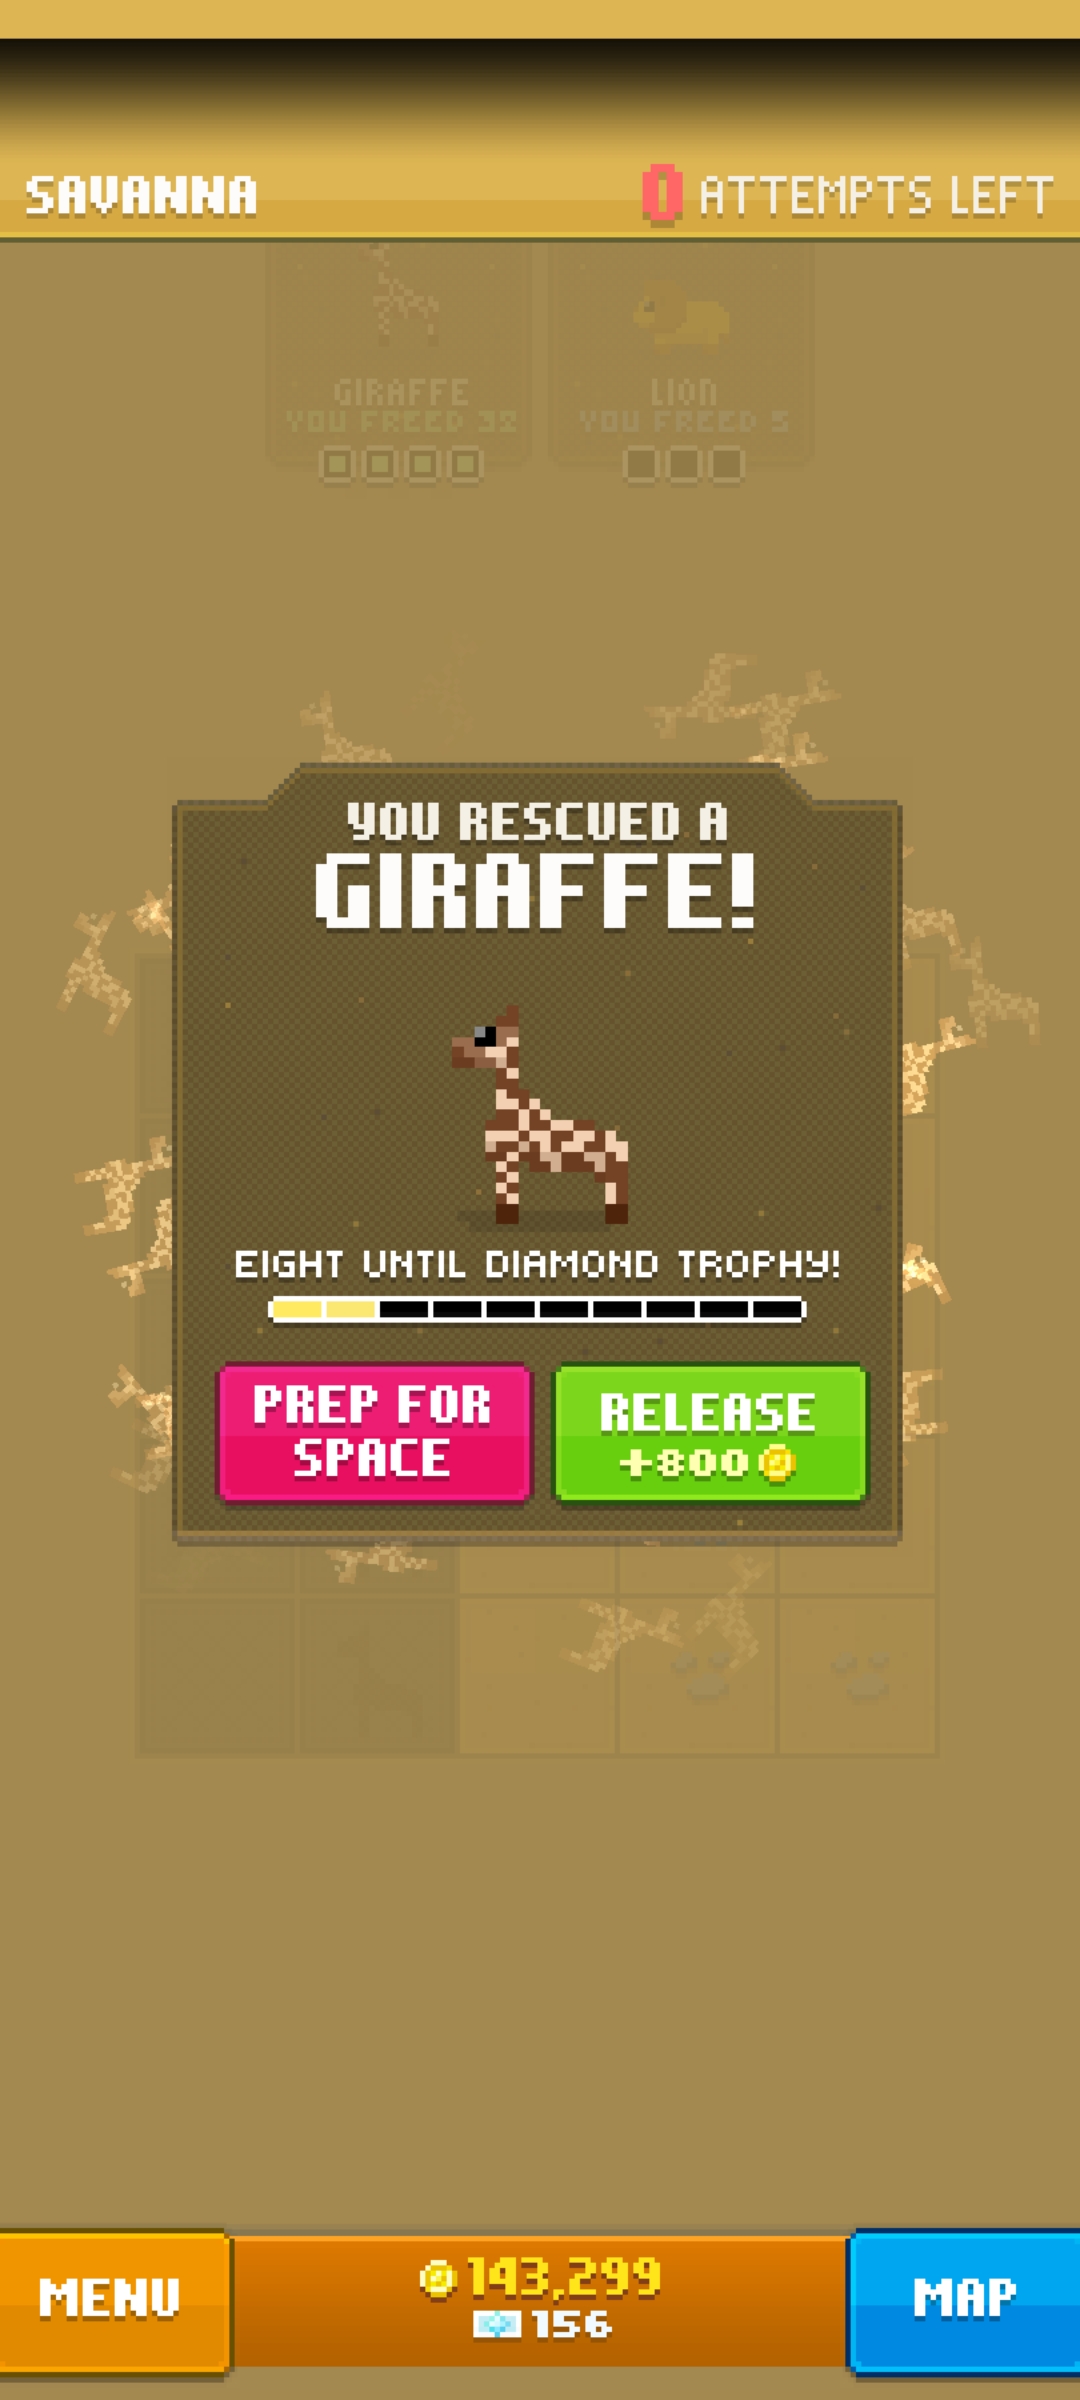 SAVANNA
0 ATTEMPTS LEFT
GIRAFFE
YOU FREED 38
LION
YOU FREED 5
YOU RESCUED A
GIRAFFE!
EIGHT UNTIL DIAMOND TROPHY!
PREP FOR
SPACE
RELEASE
+800
MENU
143,299
156
MAP